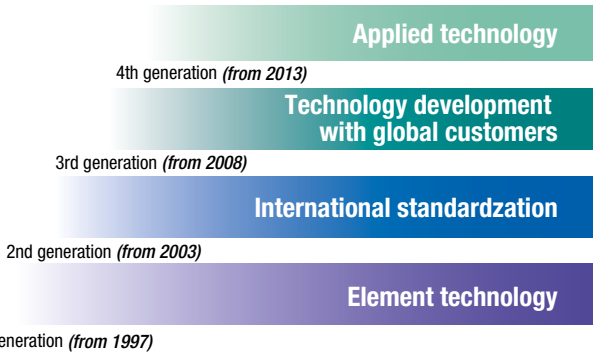 Applied technology
4th generation (from 2013)
Technology development
with global customers
3rd generation (from 2008)
International standardzation
2nd generation (from 2003)
Element technology
eneration (from 1997)